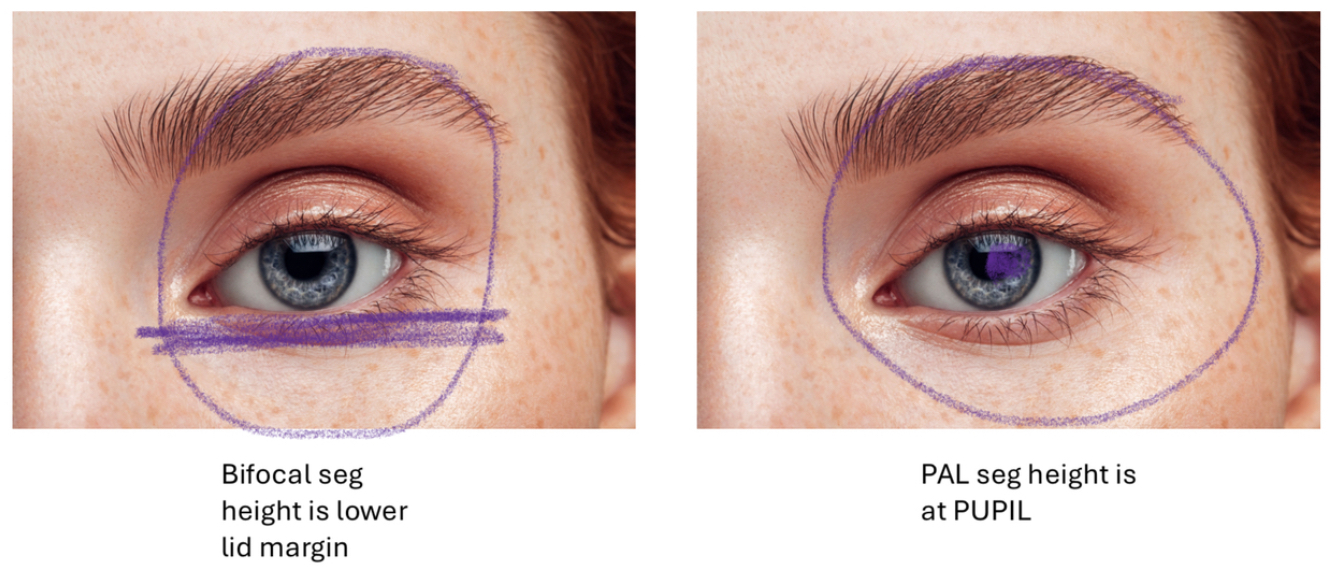 Bifocal seg
height is lower
lid margin
PAL seg height is
at PUPIL